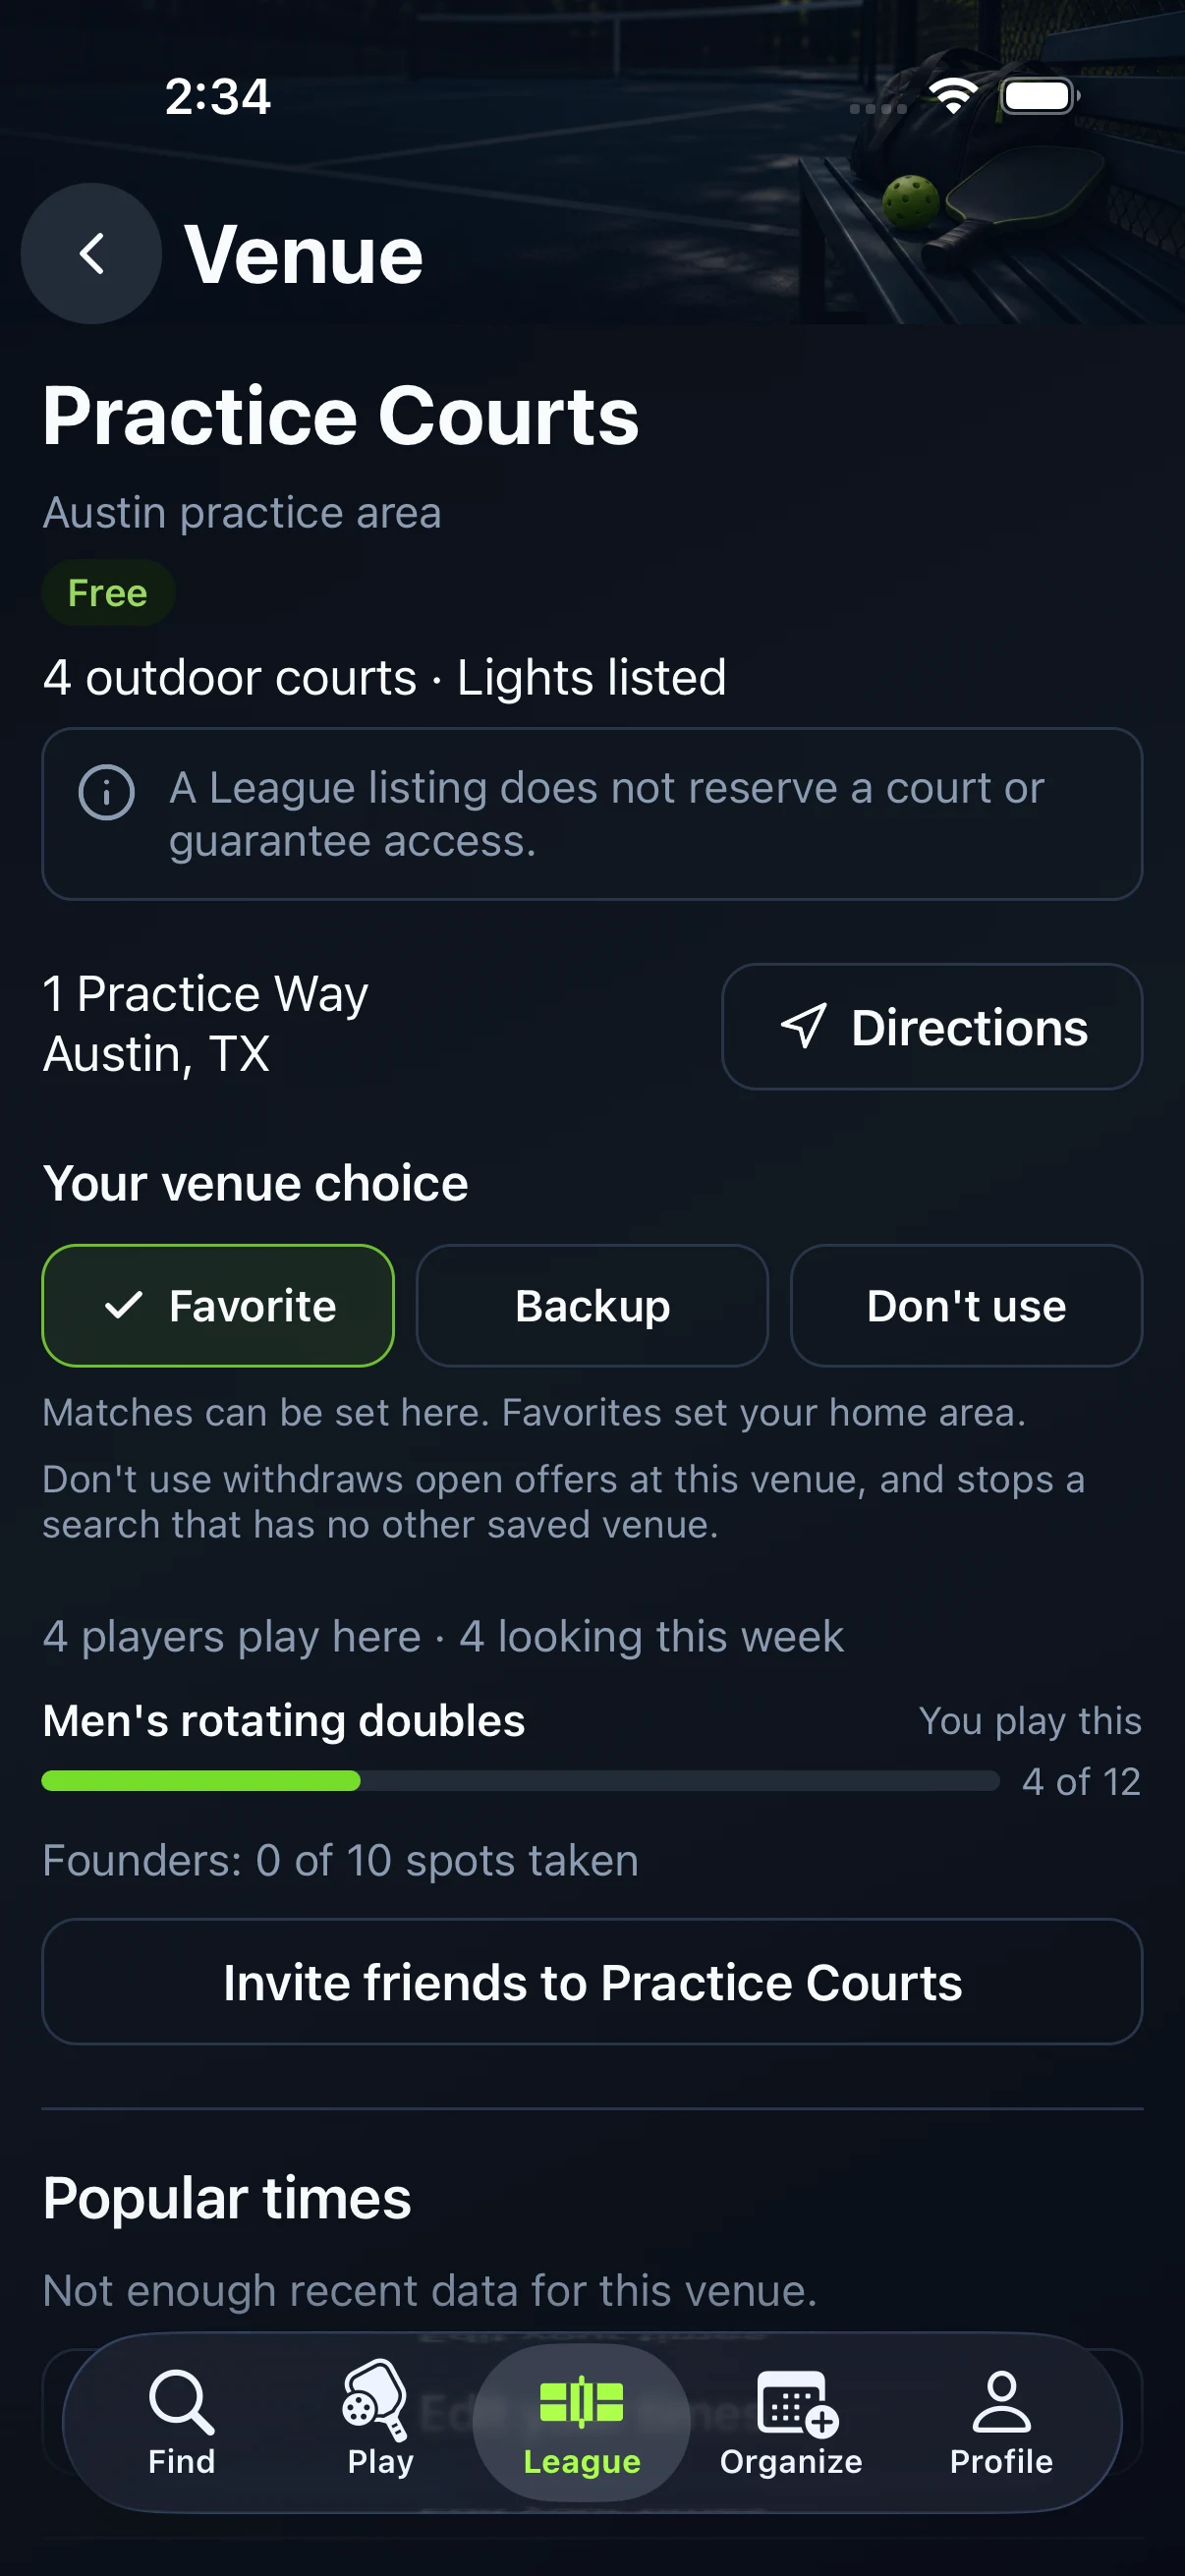 2:34
Venue
Practice Courts
Austin practice area
Free
4 outdoor courts · Lights listed
A League listing does not reserve a court or
guarantee access.
1 Practice Way
Austin, TX
Directions
Your venue choice
Favorite
Backup
Don't use
Matches can be set here. Favorites set your home area.
Don't use withdraws open offers at this venue, and stops a
search that has no other saved venue.
4 players play here · 4 looking this week
Men's rotating doubles
You play this
4 of 12
Founders: 0 of 10 spots taken
Invite friends to Practice Courts
Popular times
Not enough recent data for this venue.
Find
Play
League
Organize
Profile